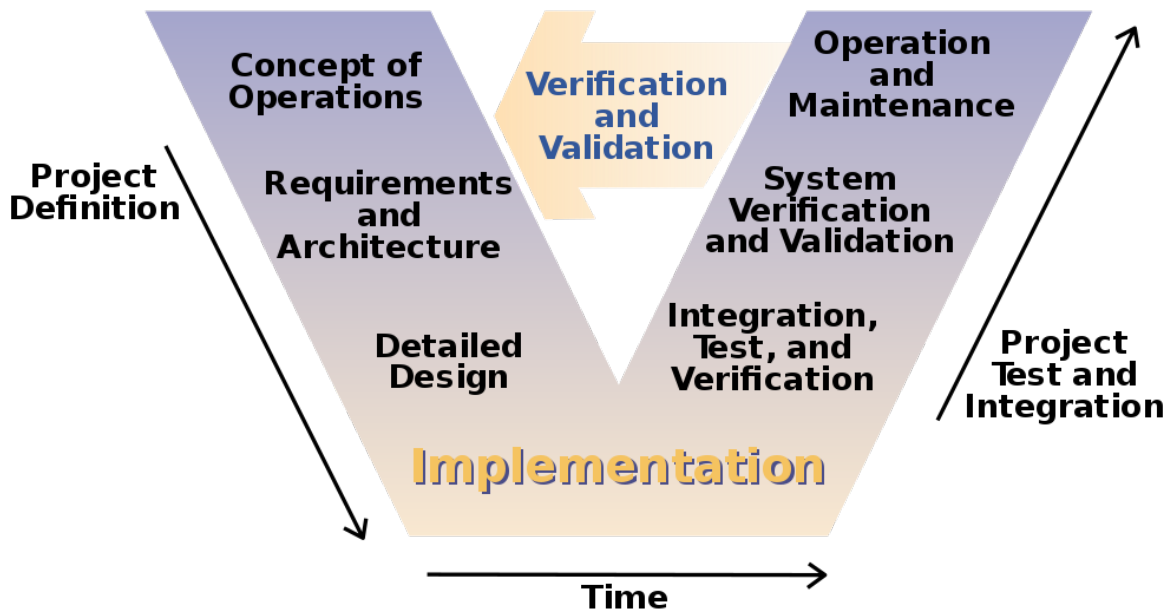 Concept of
Operations
Verification
and
Validation
Operation
and
Maintenance
Project
Definition
Requirements
and
Architecture
System
Verification
and Validation
Detailed
Design
Integration,
Test, and
Verification
Project
Test and
Integration
Implementation
Time